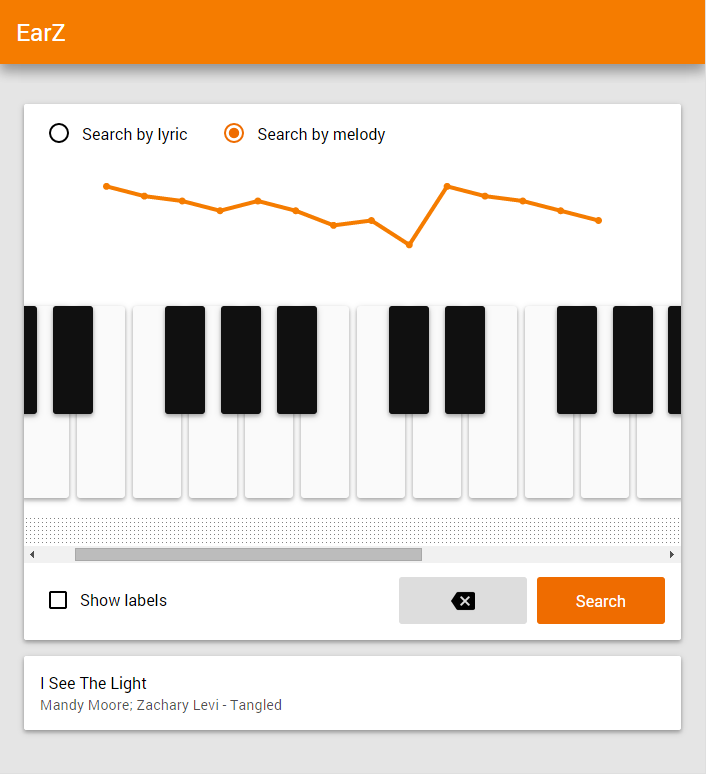 EarZ
Search by lyric Search by melody
Show labels Search
I See The Light
Mandy Moore; Zachary Levi - Tangled